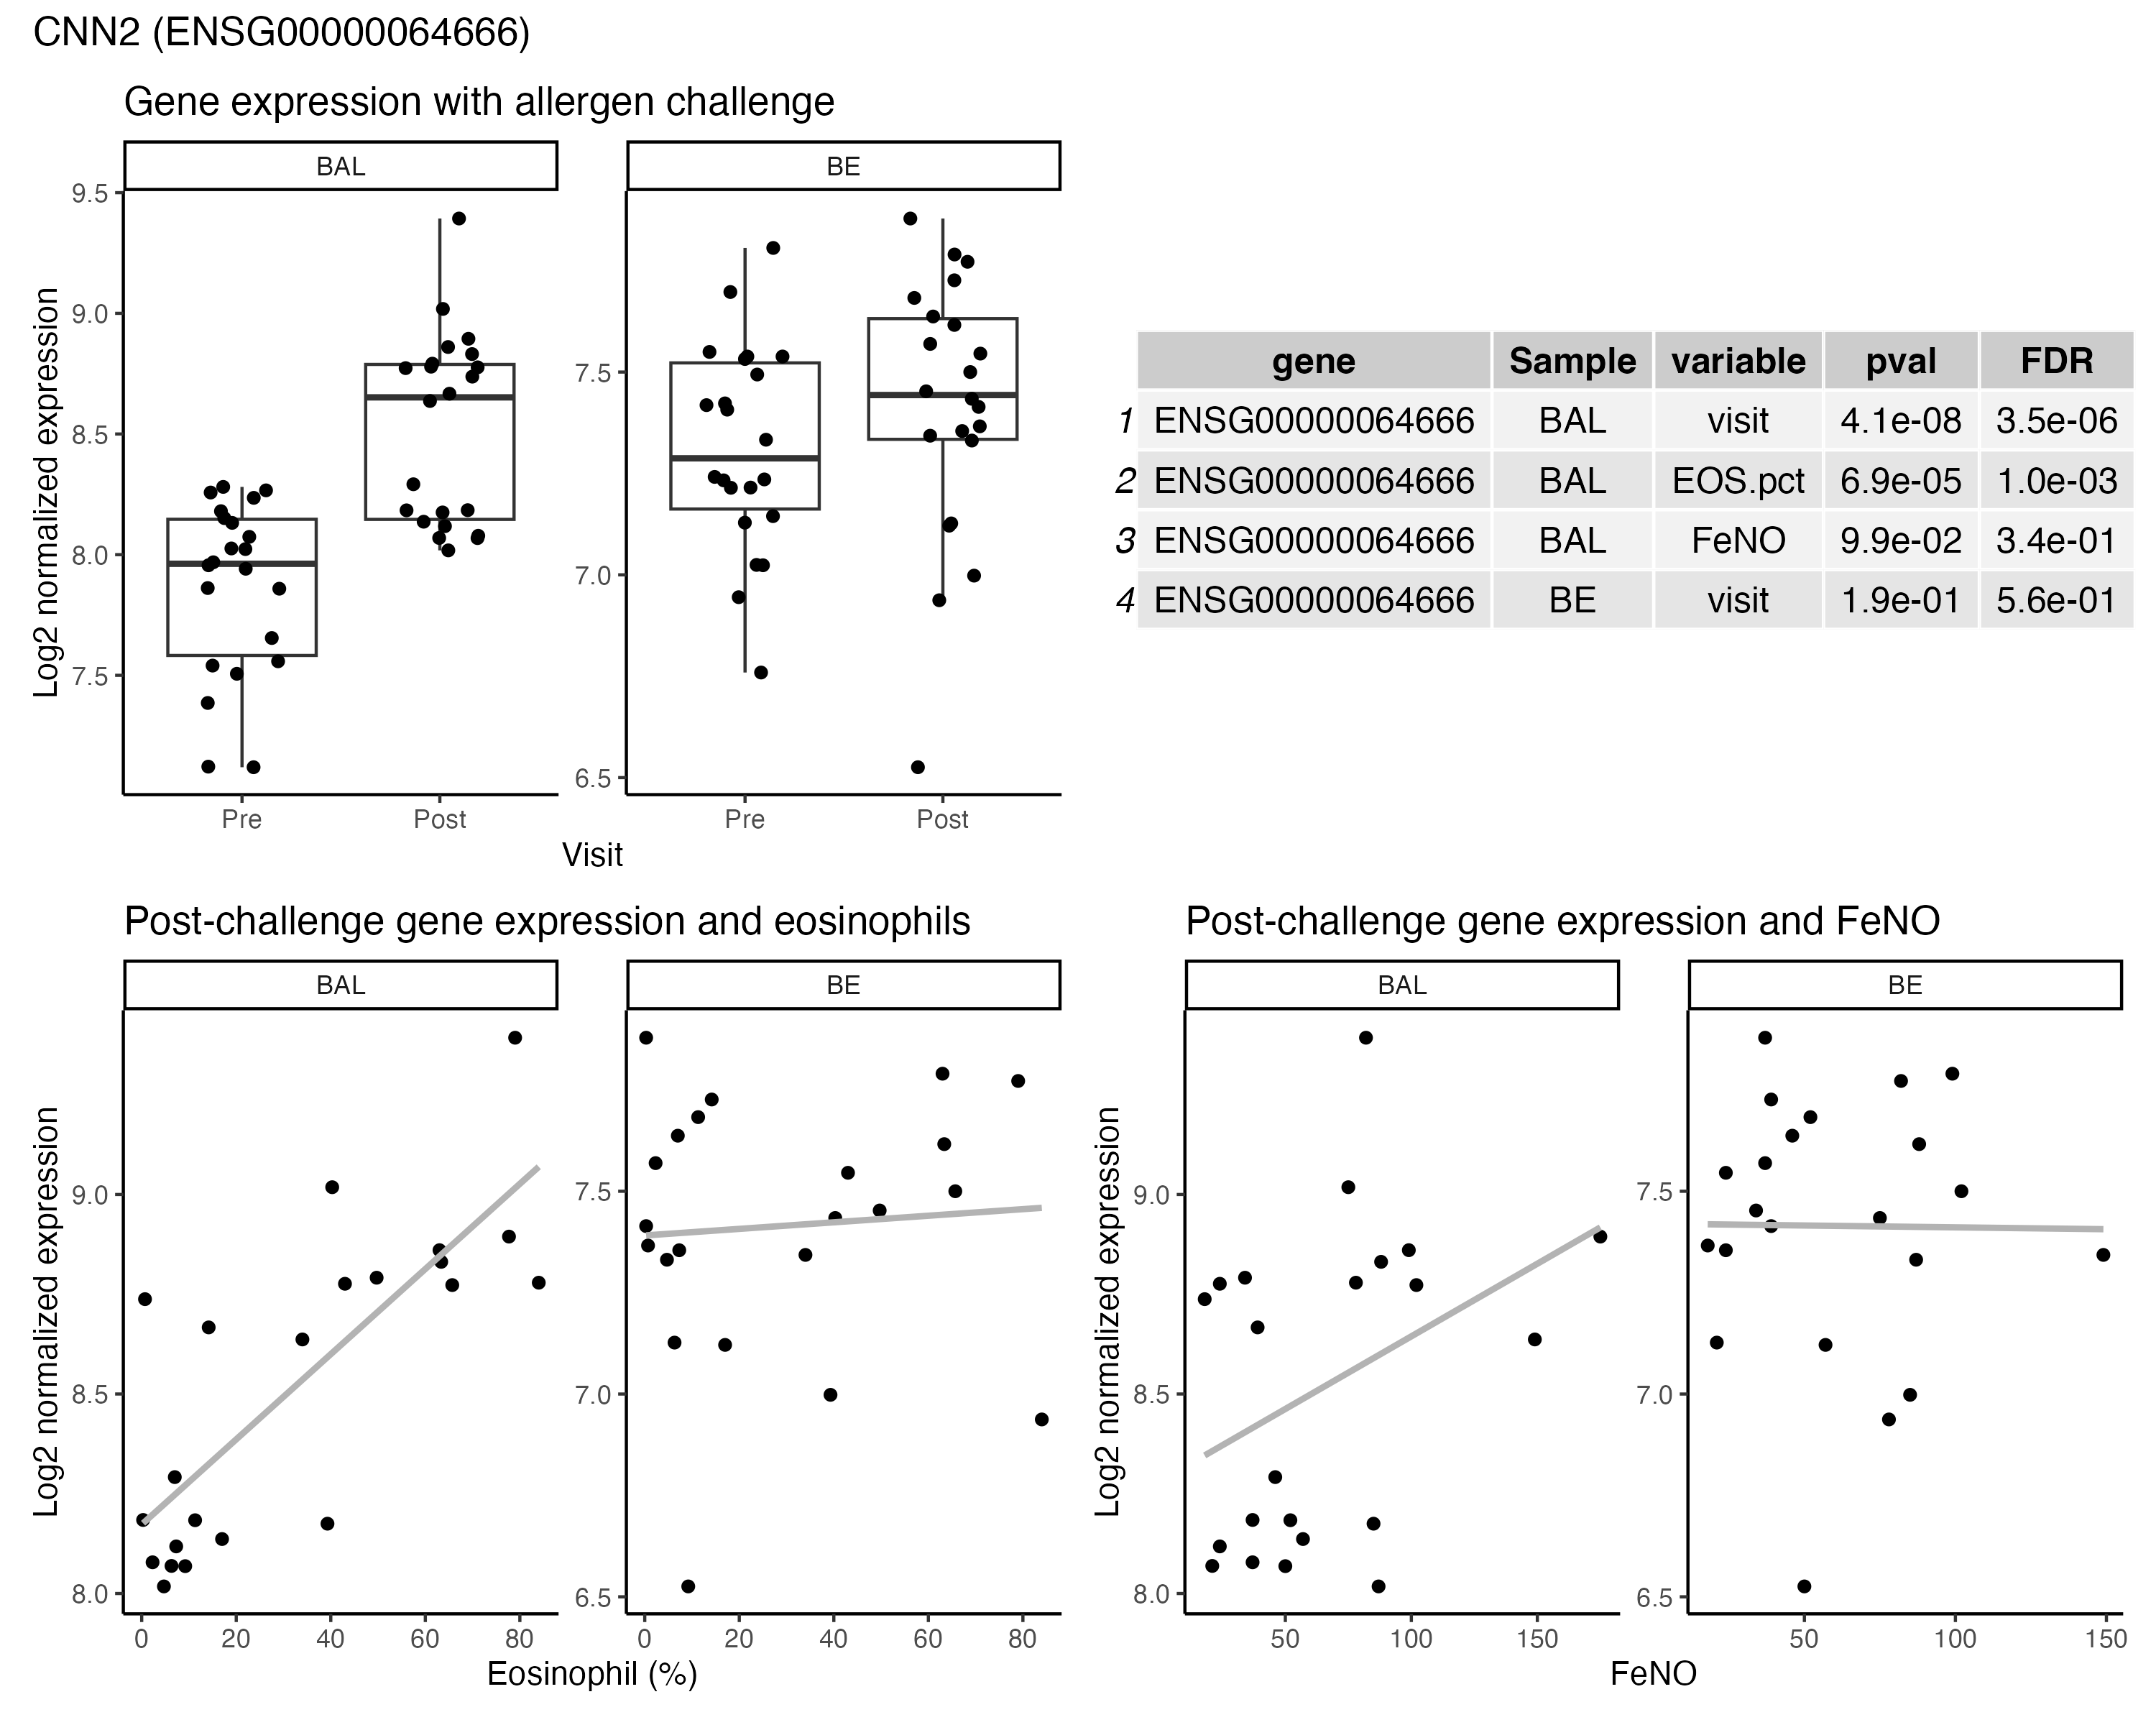 CNN2 (ENSG00000064666)
Gene expression with allergen challenge
BAL
BE
Log2 normalized expression
9.5
9.0
8.5
8.0
7.5
7.5
7.0
6.5
Pre
Post
Pre
Post
Visit
gene Sample variable pval FDR
1 ENSG00000064666 BAL visit 4.1e-08 3.5e-06
2 ENSG00000064666 BAL EOS.pct 6.9e-05 1.0e-03
3 ENSG00000064666 BAL FeNO 9.9e-02 3.4e-01
4 ENSG00000064666 BE visit 1.9e-01 5.6e-01
Post-challenge gene expression and eosinophils
BAL
BE
Log2 normalized expression
9.0
8.5
8.0
7.5
7.0
6.5
0 20 40 60 80
0 20 40 60 80
Eosinophil (%)
Post-challenge gene expression and FeNO
BAL
BE
Log2 normalized expression
9.0
8.5
8.0
7.5
7.0
6.5
50 100 150
50 100 150
FeNO